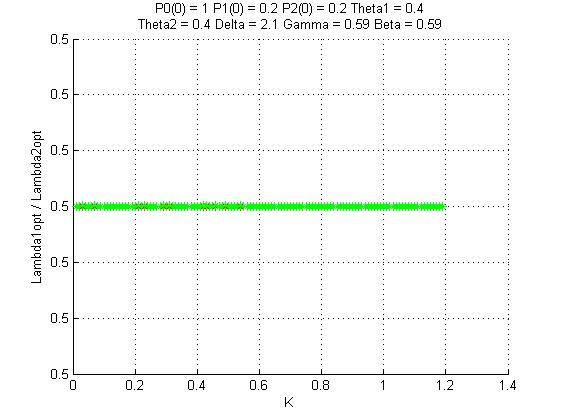 P0(0) = 1 P1(0) = 0.2 P2(0) = 0.2 Theta1 = 0.4
Theta2 = 0.4 Delta = 2.1 Gamma = 0.59 Beta = 0.59
Lambda1opt / Lambda2opt
0.5
0.5
0.5
0.5
0.5
0.5
0.5
0 0.2 0.4 0.6 0.8 1 1.2 1.4
K